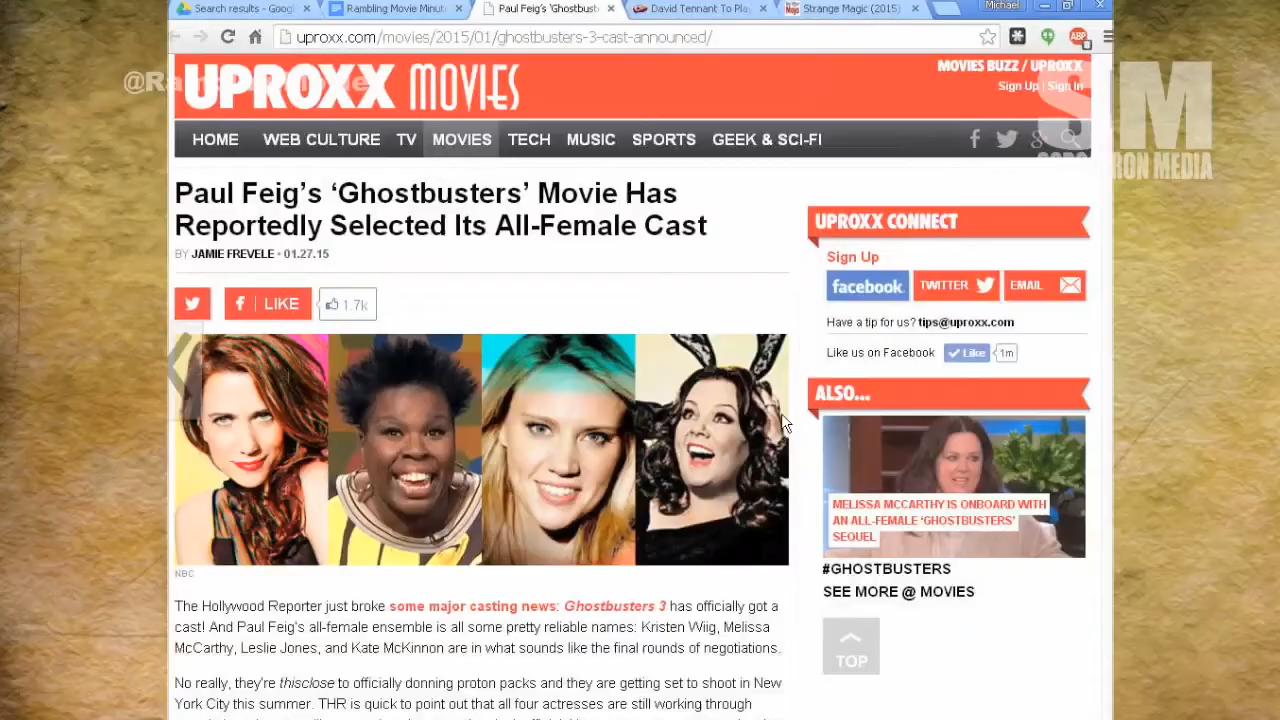 Search results - Googl
Rambling Movie Minut
Paul Feig's 'Ghostbust
David Tennant To Play
Strange Magic (2015)
Michael
uproxx.com/movies/2015/01/ghostbusters-3-cast-announced/
ABP
UPROXX MOVIES
MOVIES BUZZ / UPROXX
Sign Up | Sign In
SM
RON MEDIA
HOME WEB CULTURE TV MOVIES TECH MUSIC SPORTS GEEK & SCI-FI
Paul Feig's 'Ghostbusters' Movie Has
Reportedly Selected Its All-Female Cast
BY JAMIE FREVELE · 01.27.15
LIKE 1.7k
NBC
The Hollywood Reporter just broke some major casting news: Ghostbusters 3 has officially got a
cast! And Paul Feig's all-female ensemble is all some pretty reliable names: Kristen Wiig, Melissa
McCarthy, Leslie Jones, and Kate McKinnon are in what sounds like the final rounds of negotiations.
No really, they're thisclose to officially donning proton packs and they are getting set to shoot in New
York City this summer. THR is quick to point out that all four actresses are still working through
UPROXX CONNECT
Sign Up
facebook TWITTER EMAIL
Have a tip for us? tips@uproxx.com
Like us on Facebook Like 1m
ALSO...
MELISSA MCCARTHY IS ONBOARD WITH
AN ALL-FEMALE 'GHOSTBUSTERS'
SEQUEL
#GHOSTBUSTERS
SEE MORE @ MOVIES
TOP